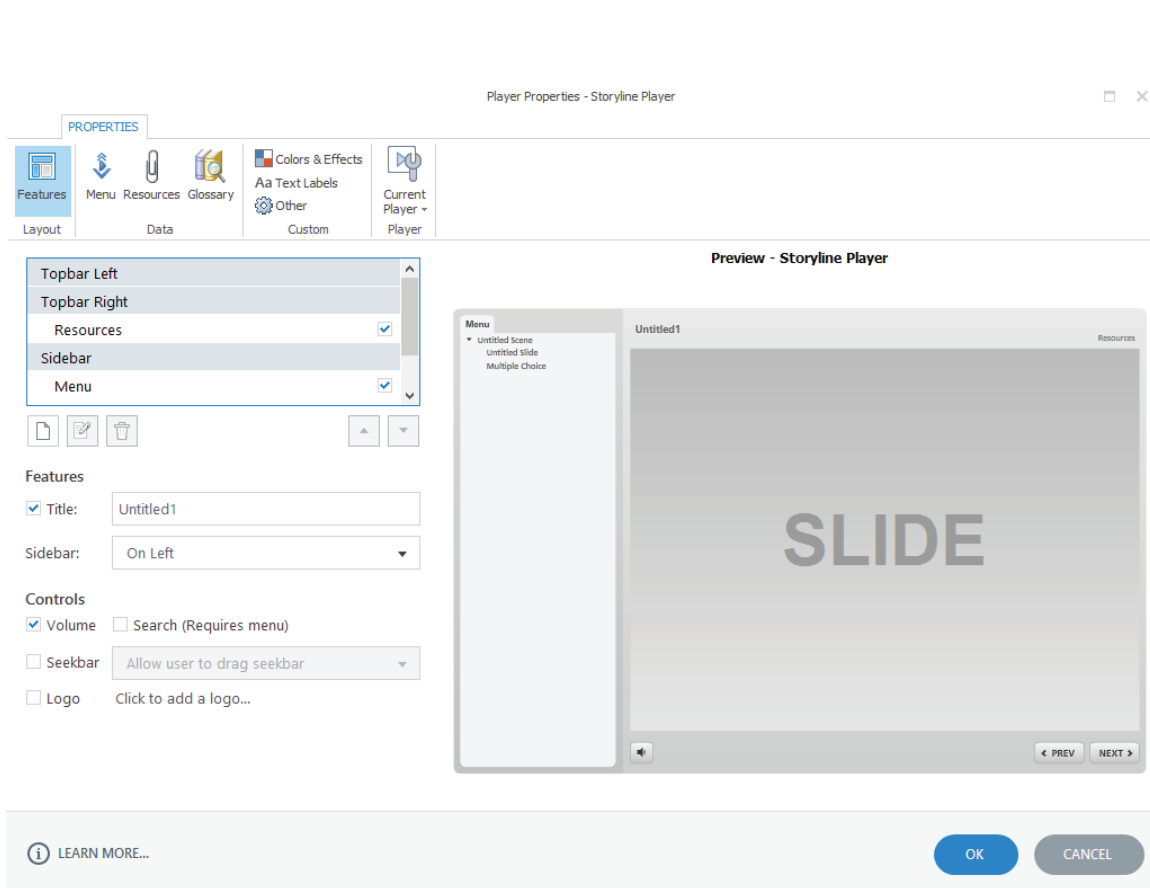 Player Properties - Storyline Player
PROPERTIES
Features
Menu Resources Glossary
Colors & Effects
Aa Text Labels
Other
Current
Player
Layout Data Custom Player
Topbar Left
Topbar Right
Resources
Sidebar
Menu
Features
Title: Untitled1
Sidebar: On Left
Controls
Volume Search (Requires menu)
Seekbar Allow user to drag seekbar
Logo Click to add a logo...
Preview - Storyline Player
Menu
Untitled Scene
Untitled Slide
Multiple Choice
Untitled1
Resources
SLIDE
PREV NEXT
LEARN MORE...
OK CANCEL